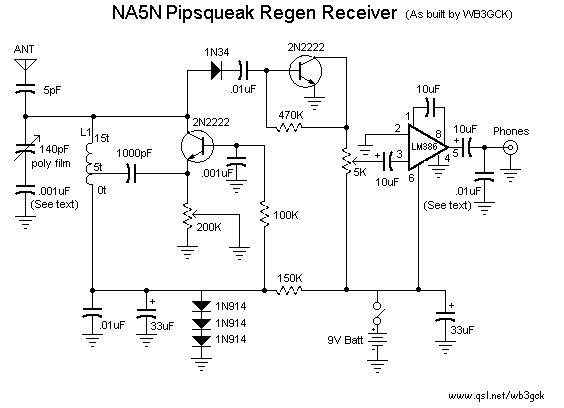 NA5N Pipsqueak Regen Receiver (As built by WB3GCK)
ANT
5pF
1N34
.01uF
2N2222
470K
10uF
1
8
2
3
LM386
4
5
6
10uF
Phones
10uF
5K
.01uF
(See text)
L1
15t
5t
0t
140pF
poly film
.001uF
(See text)
1000pF
2N2222
.001uF
200K
100K
150K
.01uF
+
33uF
1N914
1N914
1N914
9V Batt
+
+
33uF
+
+
www.qsl.net/wb3gck